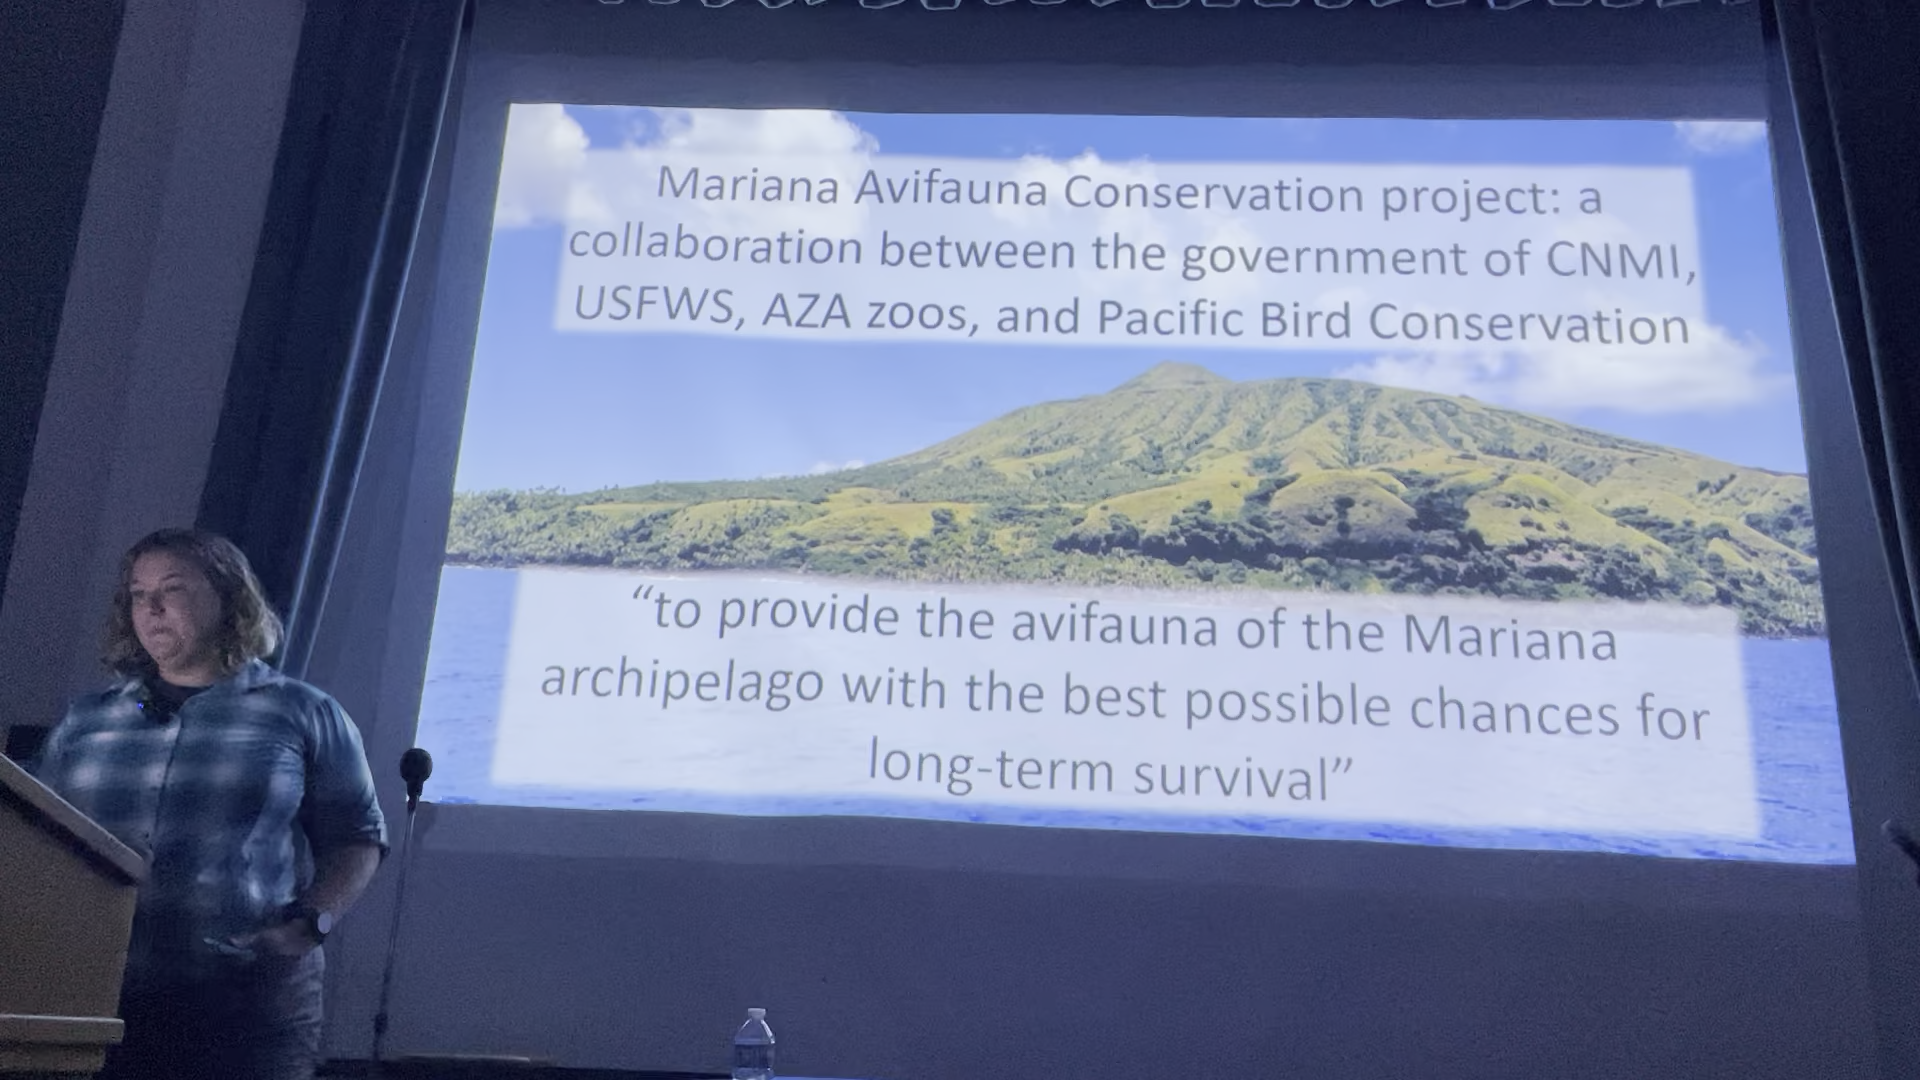 Mariana Avifauna Conservation project: a
collaboration between the government of CNMI,
USFWS, AZA zoos, and Pacific Bird Conservation
“to provide the avifauna of the Mariana
archipelago with the best possible chances for
long-term survival”